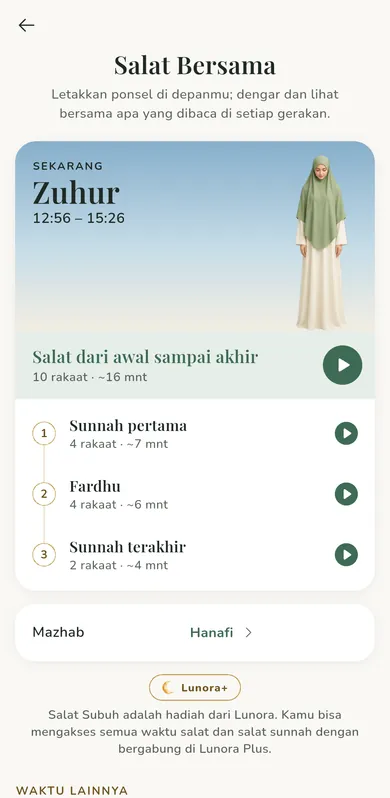 Salat Bersama
Letakkan ponsel di depanmu; dengar dan lihat
bersama apa yang dibaca di setiap gerakan.
SEKARANG
Zuhur
12:56 – 15:26
Salat dari awal sampai akhir
10 rakaat · ~16 mnt
1
Sunnah pertama
4 rakaat · ~7 mnt
2
Fardhu
4 rakaat · ~6 mnt
3
Sunnah terakhir
2 rakaat · ~4 mnt
Mazhab
Hanafi
Lunora+
Salat Subuh adalah hadiah dari Lunora. Kamu bisa
mengakses semua waktu salat dan salat sunnah dengan
bergabung di Lunora Plus.
WAKTU LAINNYA